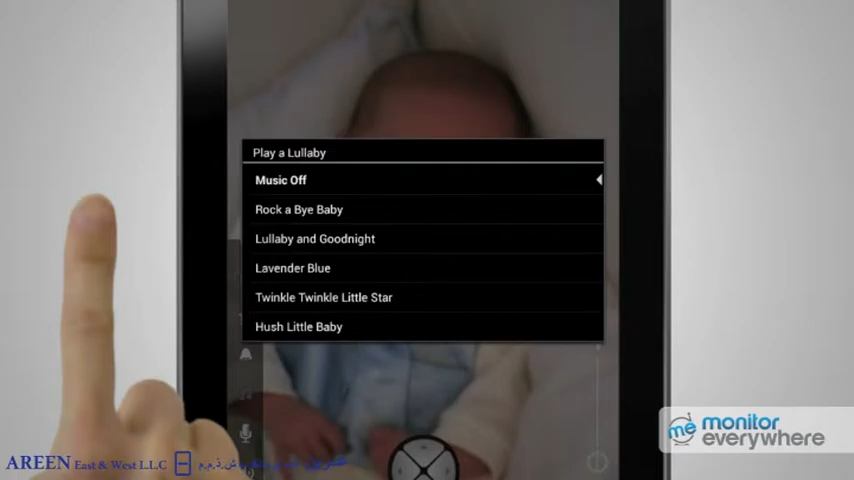 Play a Lullaby
Music Off
Rock a Bye Baby
Lullaby and Goodnight
Lavender Blue
Twinkle Twinkle Little Star
Hush Little Baby
me monitor
everywhere
AREEN East & West L.L.C
ش.ذ.م.م